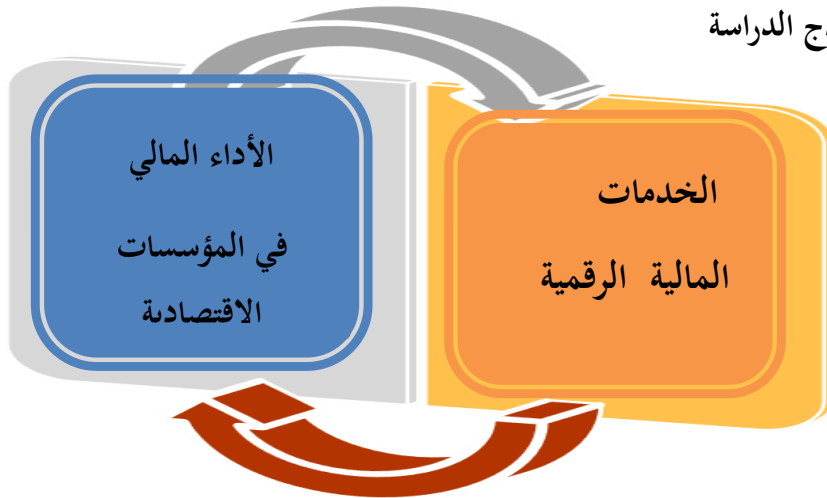 ج الدراسة
الخدمات
المالية الرقمية
الأداء المالي
في المؤسسات
الاقتصادية